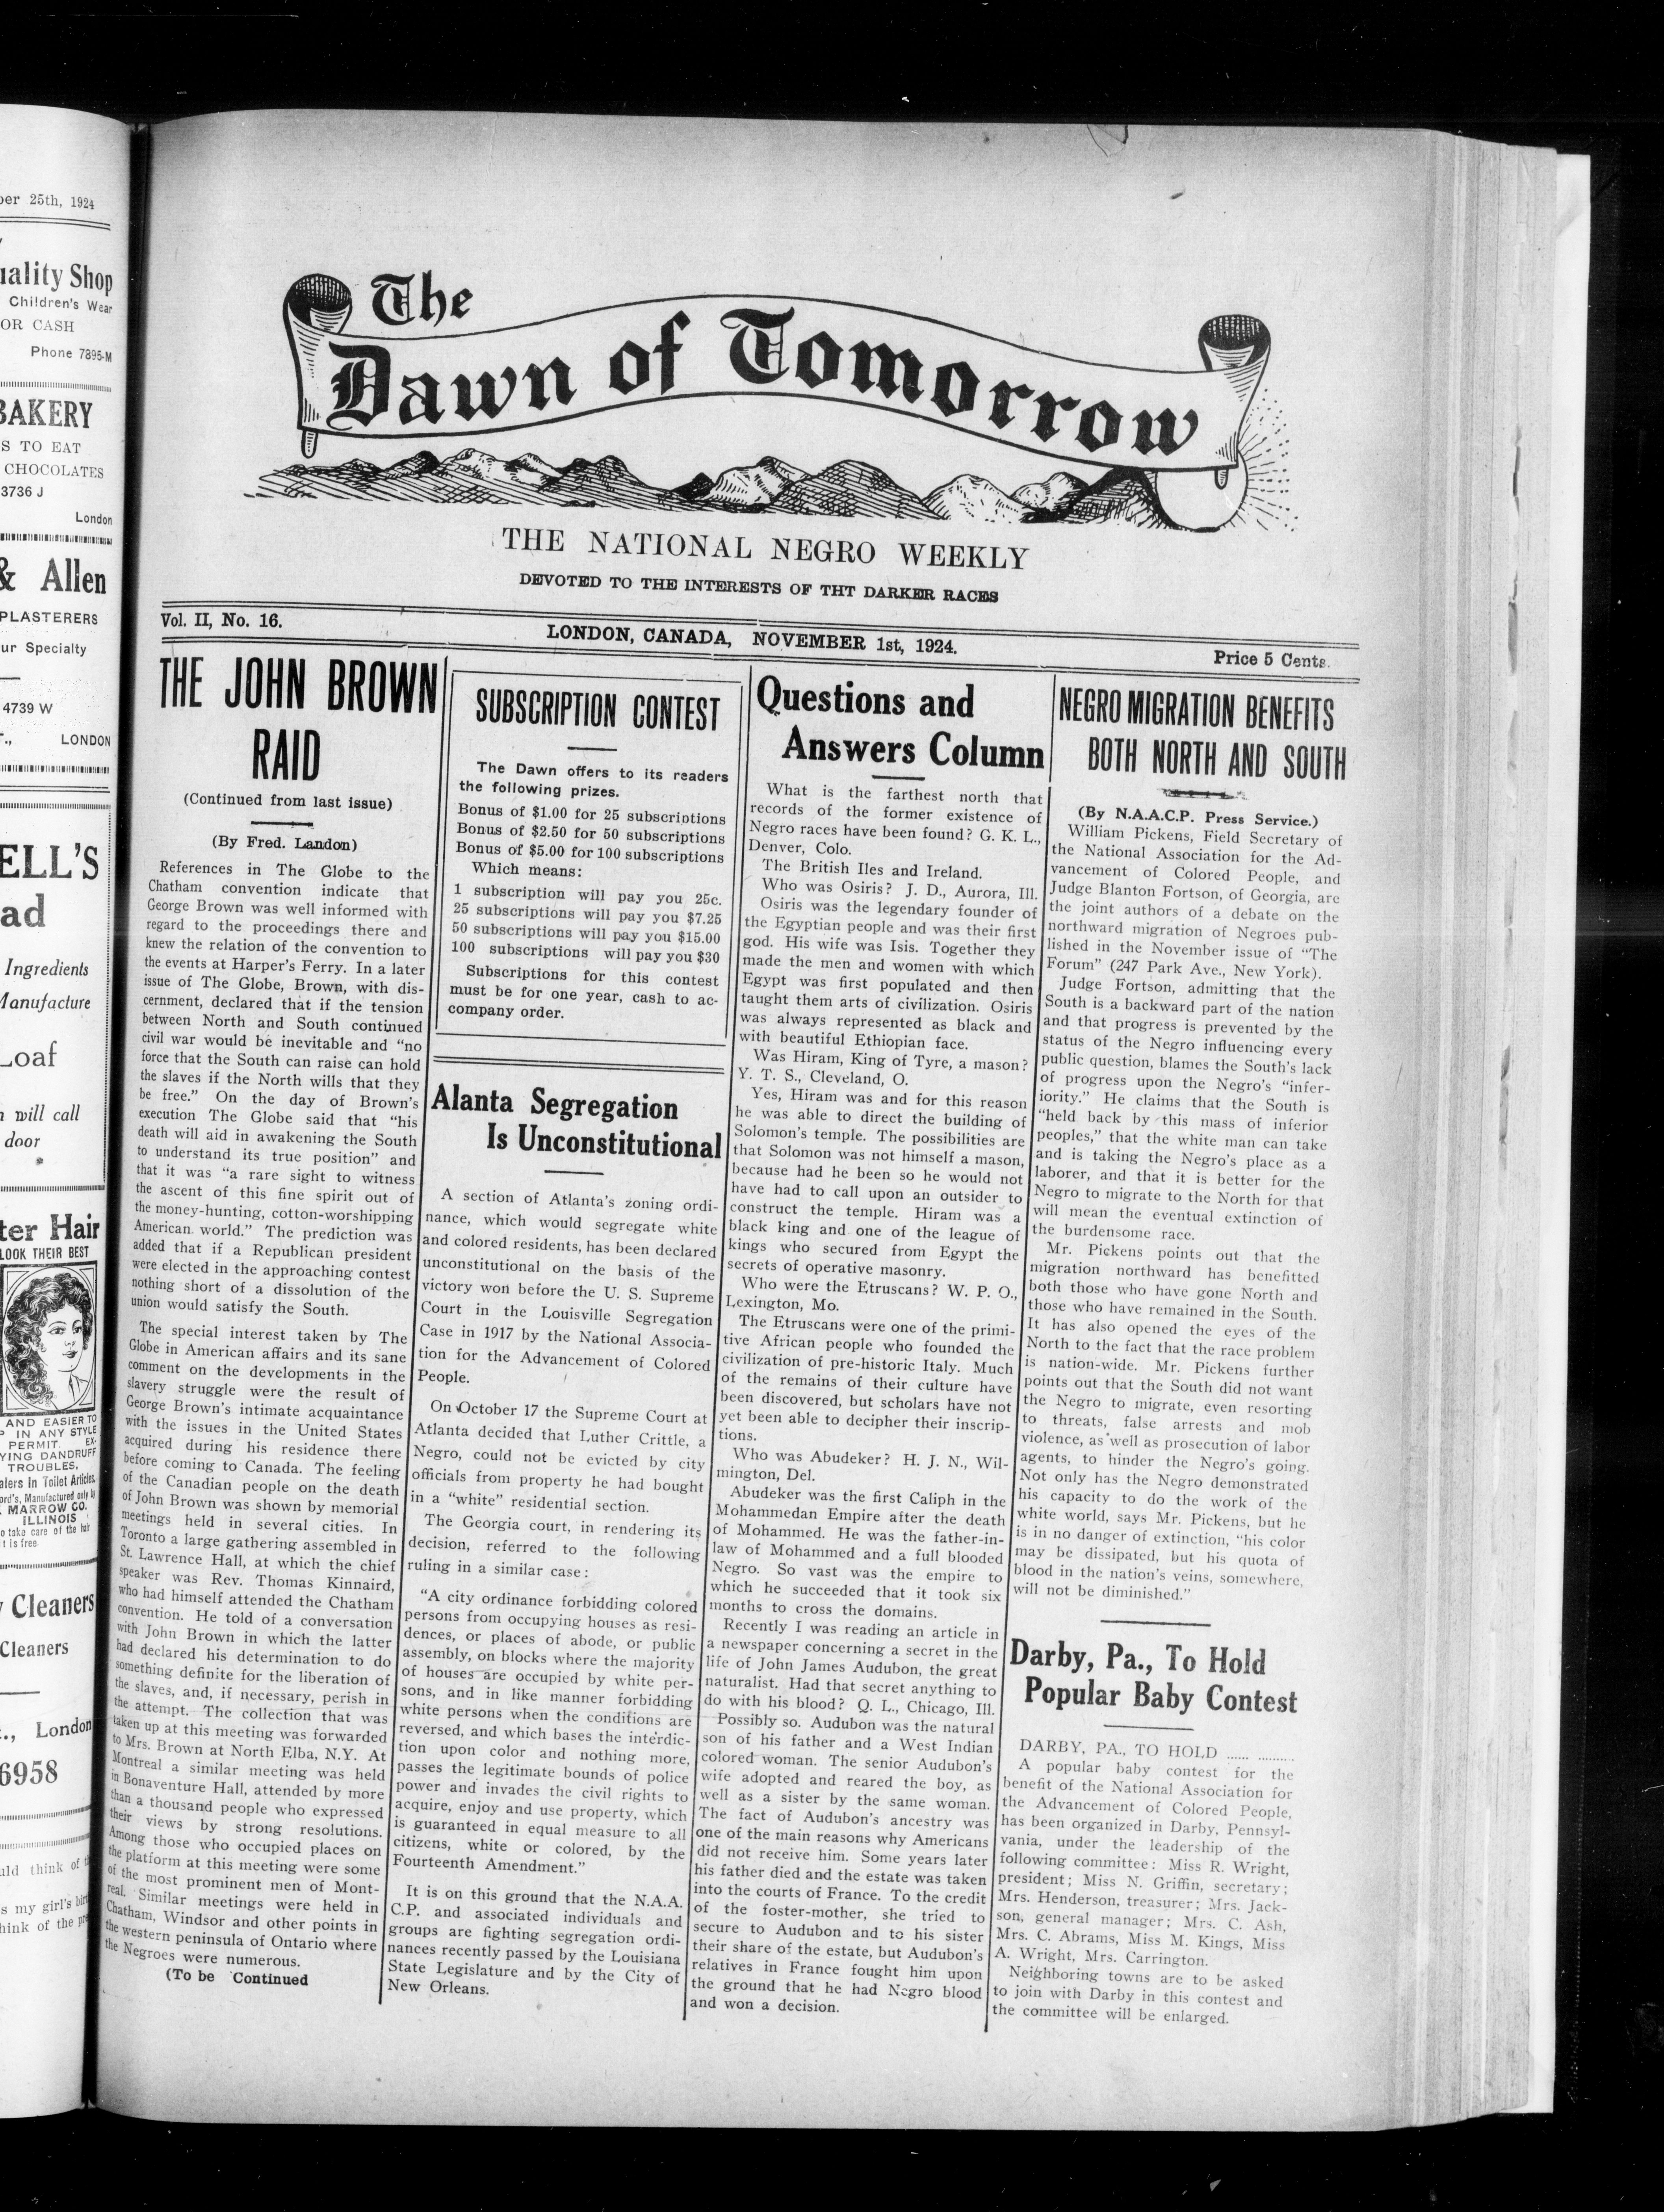 ber 25th, 1924
uality Shop
Children's Wear
OR CASH
Phone 7895-M
BAKERY
S TO EAT
CHOCOLATES
3736 J
London
& Allen
PLASTERERS
ur Specialty
4739 W
T., LONDON
ELL'S
ad
Ingredients
Manufacture
Loaf
n will call
door
ter Hair
LOOK THEIR BEST
AND EASIER TO
P IN ANY STYLE
PERMIT. EX-
YING DANDRUFF
TROUBLES.
alers In Toilet Articles.
ord's, Manufactured only by
MARROW CO.
ILLINOIS
o take care of the hair
it is free.
y Cleaners
Cleaners
t., London
6958
uld think of
s my girl's
hink of the
The
Dawn of Tomorrow
THE NATIONAL NEGRO WEEKLY
DEVOTED TO THE INTERESTS OF THT DARKER RACES
Vol. II, No. 16.
LONDON, CANADA, NOVEMBER 1st, 1924.
Price 5 Cents.
THE JOHN BROWN
RAID
(Continued from last issue)
(By Fred. Landon)
References in The Globe to the
Chatham convention indicate that
George Brown was well informed with
regard to the proceedings there and
knew the relation of the convention to
the events at Harper's Ferry. In a later
issue of The Globe, Brown, with dis-
cernment, declared that if the tension
between North and South continued
civil war would be inevitable and "no
force that the South can raise can hold
the slaves if the North wills that they
be free." On the day of Brown's
execution The Globe said that "his
death will aid in awakening the South
to understand its true position" and
that it was "a rare sight to witness
the ascent of this fine spirit out of
the money-hunting, cotton-worshipping
American world." The prediction was
added that if a Republican president
were elected in the approaching contest
nothing short of a dissolution of the
union would satisfy the South.
The special interest taken by The
Globe in American affairs and its sane
comment on the developments in the
slavery struggle were the result of
George Brown's intimate acquaintance
with the issues in the United States
acquired during his residence there
before coming to Canada. The feeling
of the Canadian people on the death
of John Brown was shown by memorial
meetings held in several cities. In
Toronto a large gathering assembled in
St. Lawrence Hall, at which the chief
speaker was Rev. Thomas Kinnaird,
who had himself attended the Chatham
convention. He told of a conversation
with John Brown in which the latter
had declared his determination to do
something definite for the liberation of
the slaves, and, if necessary, perish in
the attempt. The collection that was
taken up at this meeting was forwarded
to Mrs. Brown at North Elba, N.Y. At
Montreal a similar meeting was held
in Bonaventure Hall, attended by more
than a thousand people who expressed
their views by strong resolutions.
Among those who occupied places on
the platform at this meeting were some
of the most prominent men of Mont-
real. Similar meetings were held in
Chatham, Windsor and other points in
the western peninsula of Ontario where
the Negroes were numerous.
(To be Continued
SUBSCRIPTION CONTEST
The Dawn offers to its readers
the following prizes.
Bonus of $1.00 for 25 subscriptions
Bonus of $2.50 for 50 subscriptions
Bonus of $5.00 for 100 subscriptions
Which means:
1 subscription will pay you 25c.
25 subscriptions will pay you $7.25
50 subscriptions will pay you $15.00
100 subscriptions will pay you $30
Subscriptions for this contest
must be for one year, cash to ac-
company order.
Alanta Segregation
Is Unconstitutional
A section of Atlanta's zoning ordi-
nance, which would segregate white
and colored residents, has been declared
unconstitutional on the basis of the
victory won before the U. S. Supreme
Court in the Louisville Segregation
Case in 1917 by the National Associa-
tion for the Advancement of Colored
People.
On October 17 the Supreme Court at
Atlanta decided that Luther Crittle, a
Negro, could not be evicted by city
officials from property he had bought
in a "white" residential section.
The Georgia court, in rendering its
decision, referred to the following
ruling in a similar case:
"A city ordinance forbidding colored
persons from occupying houses as resi-
dences, or places of abode, or public
assembly, on blocks where the majority
of houses are occupied by white per-
sons, and in like manner forbidding
white persons when the conditions are
reversed, and which bases the interdic-
tion upon color and nothing more,
passes the legitimate bounds of police
power and invades the civil rights to
acquire, enjoy and use property, which
is guaranteed in equal measure to all
citizens, white or colored, by the
Fourteenth Amendment."
It is on this ground that the N.A.A.
C.P. and associated individuals and
groups are fighting segregation ordi-
nances recently passed by the Louisiana
State Legislature and by the City of
New Orleans.
Questions and
Answers Column
What is the farthest north that
records of the former existence of
Negro races have been found? G. K. L.,
Denver, Colo.
The British Iles and Ireland.
Who was Osiris? J. D., Aurora, Ill.
Osiris was the legendary founder of
the Egyptian people and was their first
god. His wife was Isis. Together they
made the men and women with which
Egypt was first populated and then
taught them arts of civilization. Osiris
was always represented as black and
with beautiful Ethiopian face.
Was Hiram, King of Tyre, a mason?
Y. T. S., Cleveland, O.
Yes, Hiram was and for this reason
he was able to direct the building of
Solomon's temple. The possibilities are
that Solomon was not himself a mason,
because had he been so he would not
have had to call upon an outsider to
construct the temple. Hiram was a
black king and one of the league of
kings who secured from Egypt the
secrets of operative masonry.
Who were the Etruscans? W. P. O.,
Lexington, Mo.
The Etruscans were one of the primi-
tive African people who founded the
civilization of pre-historic Italy. Much
of the remains of their culture have
been discovered, but scholars have not
yet been able to decipher their inscrip-
tions.
Who was Abudeker? H. J. N., Wil-
mington, Del.
Abudeker was the first Caliph in the
Mohammedan Empire after the death
of Mohammed. He was the father-in-
law of Mohammed and a full blooded
Negro. So vast was the empire to
which he succeeded that it took six
months to cross the domains.
Recently I was reading an article in
a newspaper concerning a secret in the
life of John James Audubon, the great
naturalist. Had that secret anything to
do with his blood? Q. L., Chicago, Ill.
Possibly so. Audubon was the natural
son of his father and a West Indian
colored woman. The senior Audubon's
wife adopted and reared the boy, as
well as a sister by the same woman.
The fact of Audubon's ancestry was
one of the main reasons why Americans
did not receive him. Some years later
his father died and the estate was taken
into the courts of France. To the credit
of the foster-mother, she tried to
secure to Audubon and to his sister
their share of the estate, but Audubon's
relatives in France fought him upon
the ground that he had Negro blood
and won a decision.
NEGRO MIGRATION BENEFITS
BOTH NORTH AND SOUTH
(By N.A.A.C.P. Press Service.)
William Pickens, Field Secretary of
the National Association for the Ad-
vancement of Colored People, and
Judge Blanton Fortson, of Georgia, are
the joint authors of a debate on the
northward migration of Negroes pub-
lished in the November issue of "The
Forum" (247 Park Ave., New York).
Judge Fortson, admitting that the
South is a backward part of the nation
and that progress is prevented by the
status of the Negro influencing every
public question, blames the South's lack
of progress upon the Negro's "infer-
iority." He claims that the South is
"held back by this mass of inferior
peoples," that the white man can take
and is taking the Negro's place as a
laborer, and that it is better for the
Negro to migrate to the North for that
will mean the eventual extinction of
the burdensome race.
Mr. Pickens points out that the
migration northward has benefitted
both those who have gone North and
those who have remained in the South.
It has also opened the eyes of the
North to the fact that the race problem
is nation-wide. Mr. Pickens further
points out that the South did not want
the Negro to migrate, even resorting
to threats, false arrests and mob
violence, as well as prosecution of labor
agents, to hinder the Negro's going.
Not only has the Negro demonstrated
his capacity to do the work of the
white world, says Mr. Pickens, but he
is in no danger of extinction, "his color
may be dissipated, but his quota of
blood in the nation's veins, somewhere,
will not be diminished."
Darby, Pa., To Hold
Popular Baby Contest
DARBY, PA., TO HOLD ...... ..........
A popular baby contest for the
benefit of the National Association for
the Advancement of Colored People,
has been organized in Darby, Pennsyl-
vania, under the leadership of the
following committee: Miss R. Wright,
president; Miss N. Griffin, secretary;
Mrs. Henderson, treasurer; Mrs. Jack-
son, general manager; Mrs. C. Ash,
Mrs. C. Abrams, Miss M. Kings, Miss
A. Wright, Mrs. Carrington.
Neighboring towns are to be asked
to join with Darby in this contest and
the committee will be enlarged.